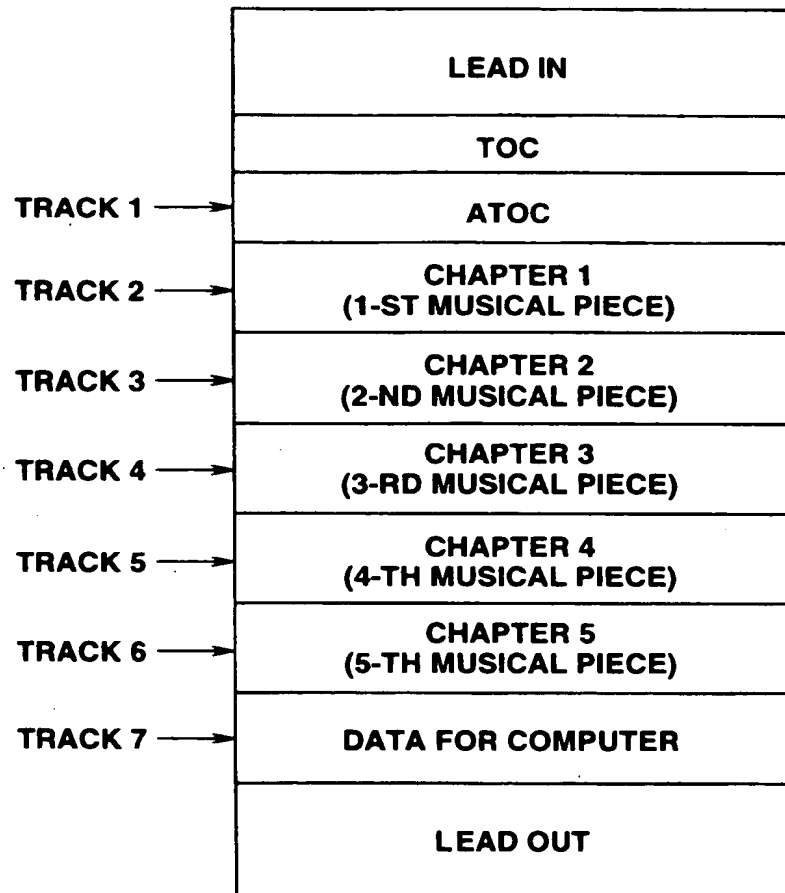 LEAD IN
TOC
TRACK 1
ATOC
TRACK 2
CHAPTER 1
(1-ST MUSICAL PIECE)
TRACK 3
CHAPTER 2
(2-ND MUSICAL PIECE)
TRACK 4
CHAPTER 3
(3-RD MUSICAL PIECE)
TRACK 5
CHAPTER 4
(4-TH MUSICAL PIECE)
TRACK 6
CHAPTER 5
(5-TH MUSICAL PIECE)
TRACK 7
DATA FOR COMPUTER
LEAD OUT